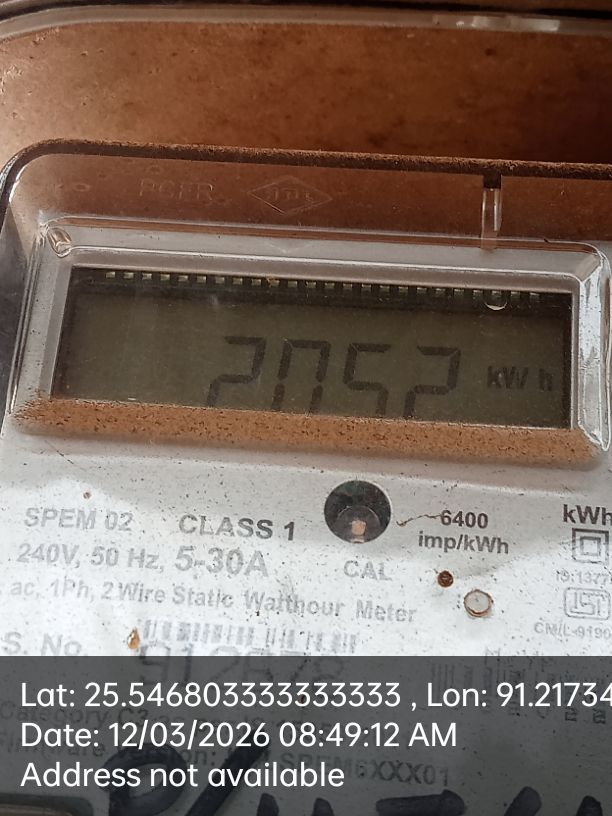 2052 kWh
SPEM 02 CLASS 1
6400
imp/kWh
kWh
240V, 50 Hz, 5-30A
CAL
ac, 1Ph, 2 Wire Static Watthour Meter
S. No.
Lat: 25.546803333333333 , Lon: 91.21734
Date: 12/03/2026 08:49:12 AM
Address not available